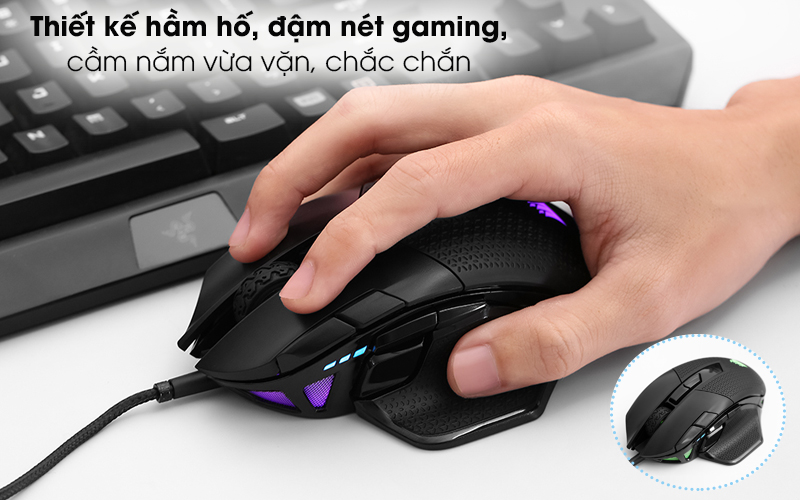 Thiết kế hầm hố, đậm nét gaming,
cầm nắm vừa vặn, chắc chắn